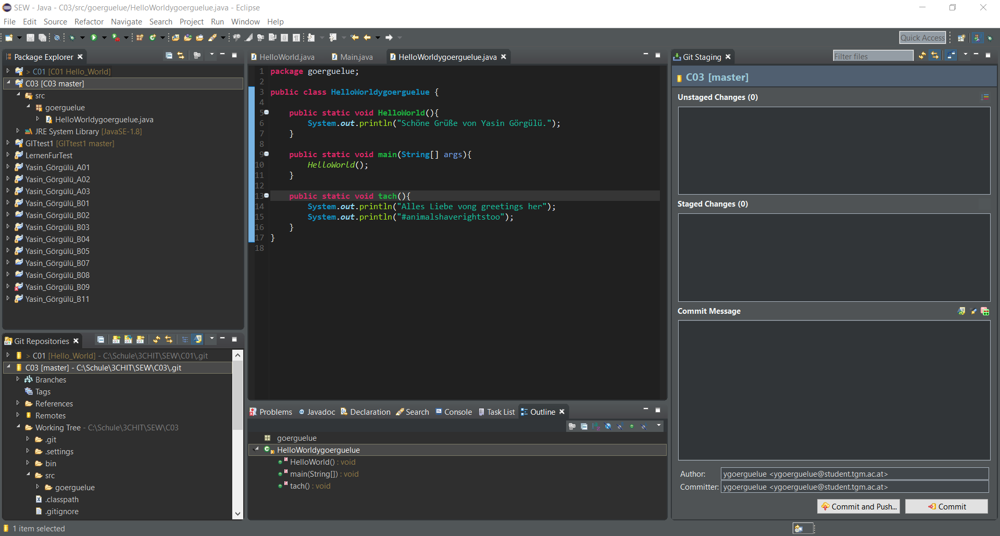 SEW - Java - C03/src/goerguelue/HelloWorldygoerguelue.java - Eclipse
File Edit Source Refactor Navigate Search Project Run Window Help
Quick Access
Package Explorer
> C01 [C01 Hello_World]
C03 [C03 master]
src
goerguelue
HelloWorldygoerguelue.java
JRE System Library [JavaSE-1.8]
GITtest1 [GITtest1 master]
LernenFurTest
Yasin_Görgülü_A01
Yasin_Görgülü_A02
Yasin_Görgülü_A03
Yasin_Görgülü_B01
Yasin_Görgülü_B02
Yasin_Görgülü_B03
Yasin_Görgülü_B04
Yasin_Görgülü_B05
Yasin_Görgülü_B07
Yasin_Görgülü_B08
Yasin_Görgülü_B09
Yasin_Görgülü_B11
Git Repositories
> C01 [Hello_World] - C:\Schule\3CHIT\SEW\C01\.git
C03 [master] - C:\Schule\3CHIT\SEW\C03\.git
Branches
Tags
References
Remotes
Working Tree - C:\Schule\3CHIT\SEW\C03
.git
.settings
bin
src
goerguelue
.classpath
.gitignore
HelloWorld.java Main.java HelloWorldygoerguelue.java
1 package goerguelue;
2
3 public class HelloWorldygoerguelue {
4
5 public static void HelloWorld(){
6 System.out.println("Schöne Grüße von Yasin Görgülü.");
7 }
8
9 public static void main(String[] args){
10 HelloWorld();
11 }
12
13 public static void tach(){
14 System.out.println("Alles Liebe vong greetings her");
15 System.out.println("#animalshaverightstoo");
16 }
17 }
18
Problems Javadoc Declaration Search Console Task List Outline
goerguelue
HelloWorldygoerguelue
HelloWorld() : void
main(String[]) : void
tach() : void
Git Staging
Filter files
C03 [master]
Unstaged Changes (0)
Staged Changes (0)
Commit Message
Author: ygoerguelue <ygoerguelue@student.tgm.ac.at>
Committer: ygoerguelue <ygoerguelue@student.tgm.ac.at>
Commit and Push... Commit
1 item selected